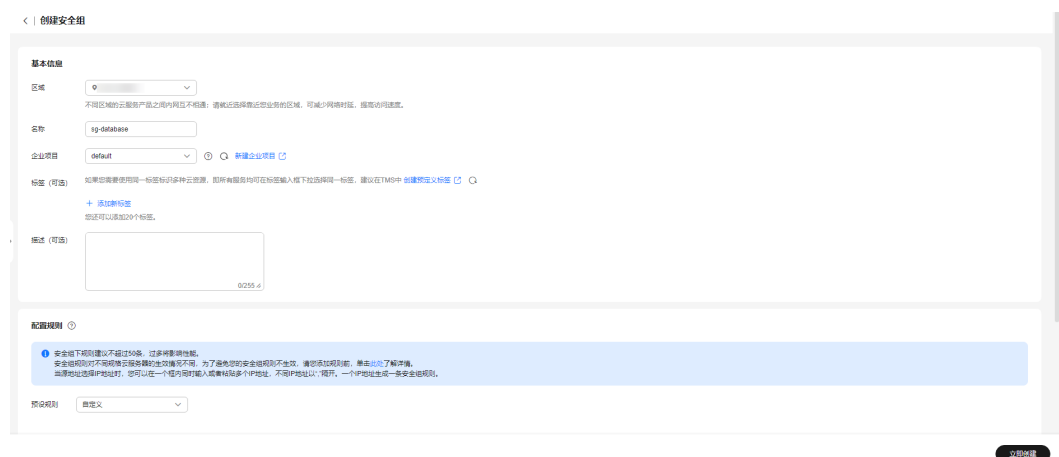 创建安全组
基本信息
区域
不同区域的云服务产品之间内网互不相通；请就近选择靠近您业务的区域，可减少网络时延，提高访问速度。
名称
sg-database
企业项目
default
新建企业项目
标签（可选）
如果您需要使用同一标签标识多种云资源，即所有服务均可在标签输入框下拉选择同一标签，建议在TMS中 创建预定义标签
+ 添加新标签
您还可以添加20个标签。
描述（可选）
0/255
配置规则
安全组下规则建议不超过50条，过多将影响性能。
安全组规则对不同规格云服务器的生效情况不同，为了避免您的安全组规则不生效，请您添加规则前，单击此处了解详情。
当源地址选择IP地址时，您可以在一个框内同时输入或者粘贴多个IP地址，不同IP地址以“,”隔开。一个IP地址生成一条安全组规则。
预设规则
自定义
立即创建